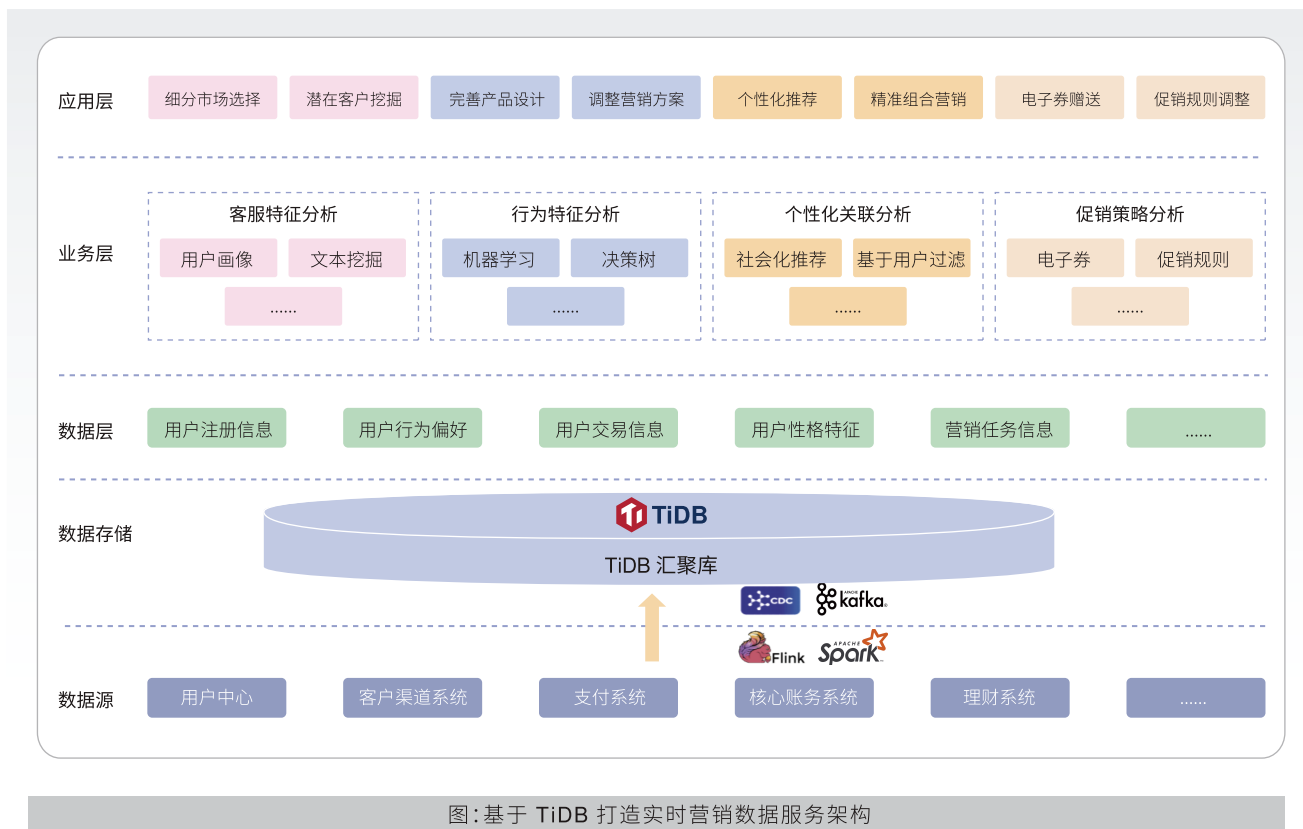 应用层
细分市场选择
潜在客户挖掘
完善产品设计
调整营销方案
个性化推荐
精准组合营销
电子券赠送
促销规则调整
业务层
客服特征分析
用户画像
文本挖掘
......
行为特征分析
机器学习
决策树
......
个性化关联分析
社会化推荐
基于用户过滤
......
促销策略分析
电子券
促销规则
......
数据层
用户注册信息
用户行为偏好
用户交易信息
用户性格特征
营销任务信息
......
数据存储
TiDB
TiDB 汇聚库
CDC
APACHE
kafka
Flink
APACHE
Spark
数据源
用户中心
客户渠道系统
支付系统
核心账务系统
理财系统
......
图:基于 TiDB 打造实时营销数据服务架构